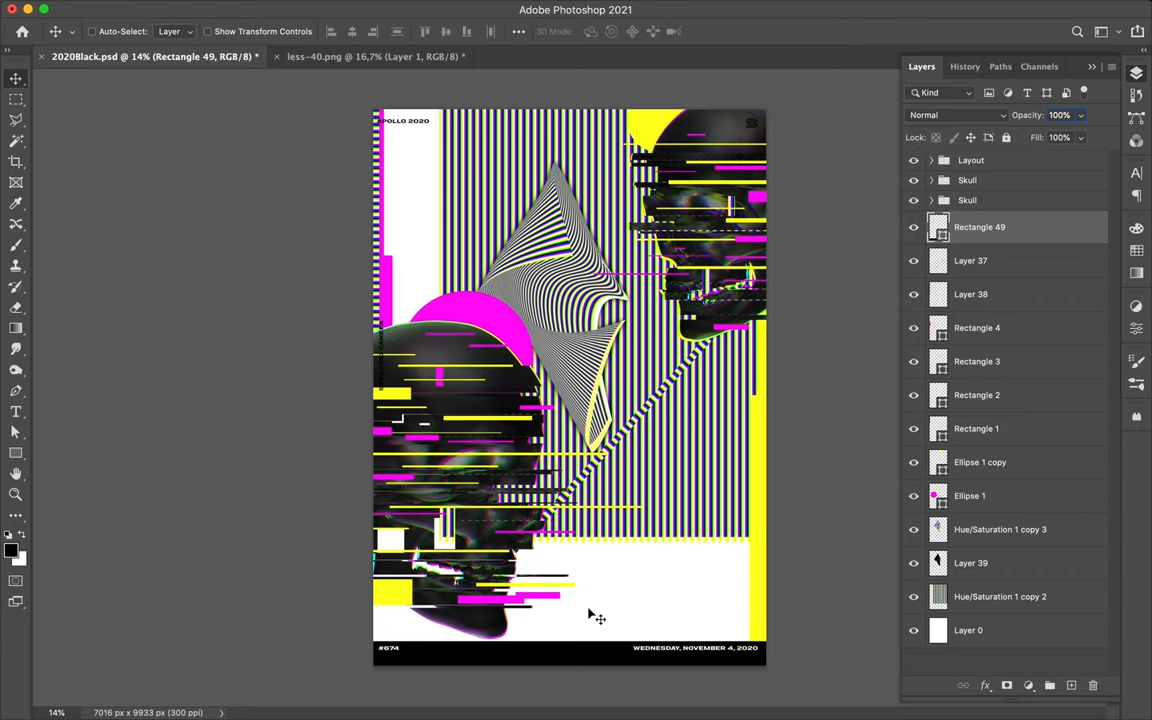 Adobe Photoshop 2021
Auto-Select: Layer Show Transform Controls 3D Mode:
2020Black.psd @ 14% (Rectangle 49, RGB/8) * less-40.png @ 16,7% (Layer 1, RGB/8) *
Layers History Paths Channels
Kind
Normal Opacity: 100%
Lock: Fill: 100%
Layout
Skull
Skull
Rectangle 49
Layer 37
Layer 38
Rectangle 4
Rectangle 3
Rectangle 2
Rectangle 1
Ellipse 1 copy
Ellipse 1
Hue/Saturation 1 copy 3
Layer 39
Hue/Saturation 1 copy 2
Layer 0
APOLLO 2020
#674 WEDNESDAY, NOVEMBER 4, 2020
14% 7016 px x 9933 px (300 ppi)